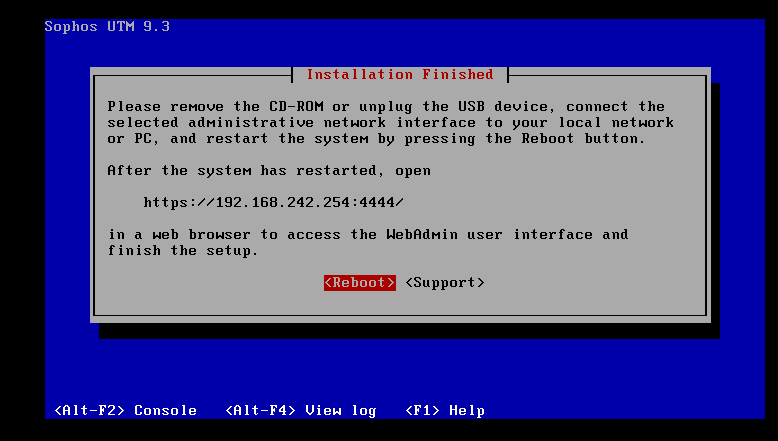 Sophos UTM 9.3
Installation Finished
Please remove the CD-ROM or unplug the USB device, connect the
selected administrative network interface to your local network
or PC, and restart the system by pressing the Reboot button.
After the system has restarted, open
https://192.168.242.254:4444/
in a web browser to access the WebAdmin user interface and
finish the setup.
<Reboot> <Support>
<Alt-F2> Console <Alt-F4> View log <F1> Help